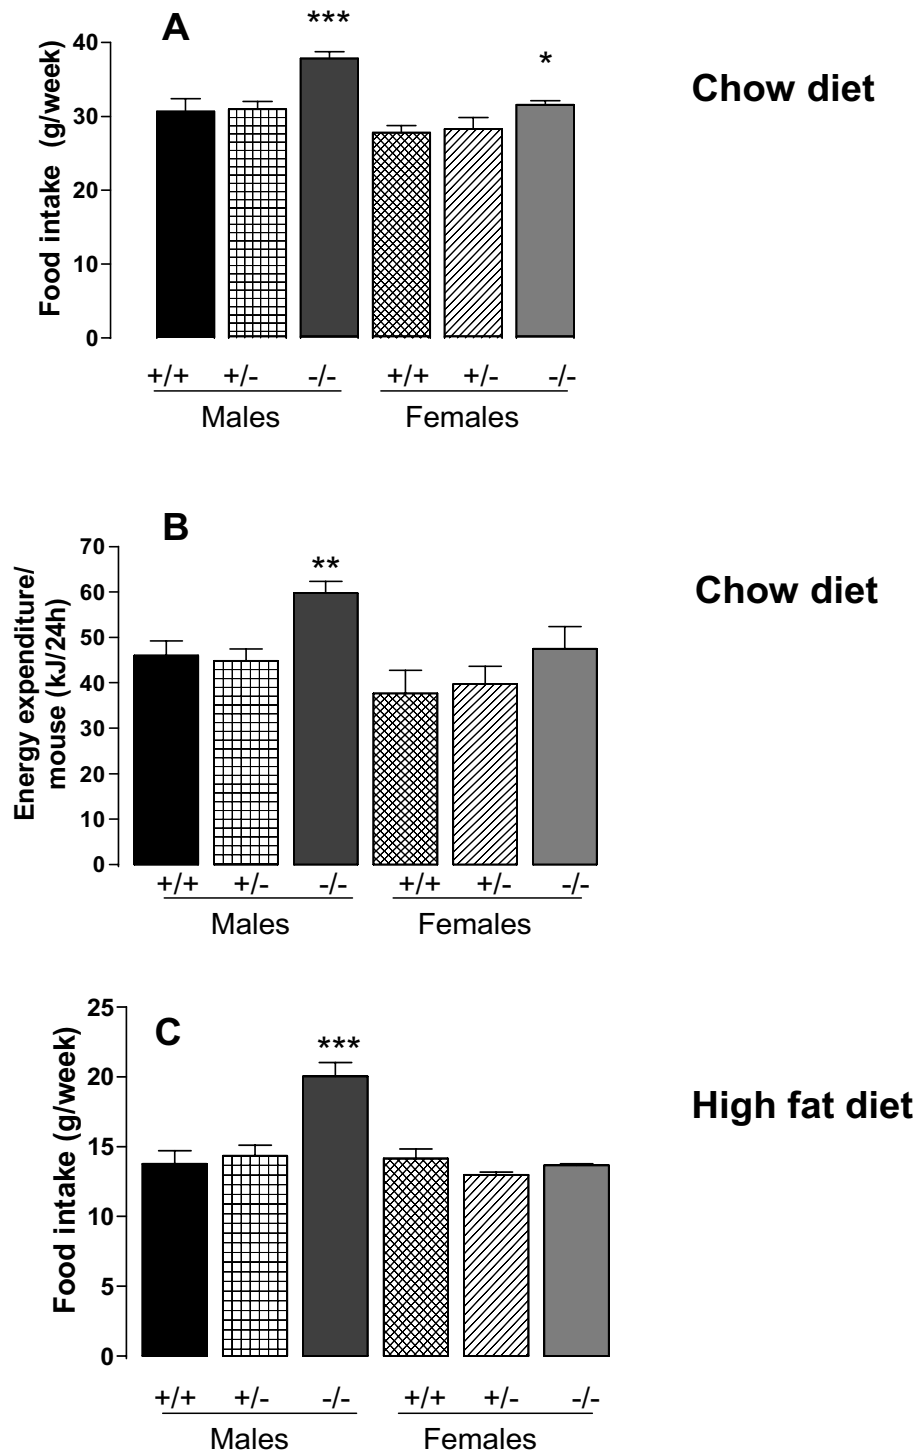 A
***
*
Chow diet
Food intake (g/week)
40
30
20
10
0
+/+ +/- -/- +/+ +/- -/-
Males Females
B
**
Chow diet
Energy expenditure/
mouse (kJ/24h)
70
60
50
40
30
20
10
0
+/+ +/- -/- +/+ +/- -/-
Males Females
C
***
High fat diet
Food intake (g/week)
25
20
15
10
5
0
+/+ +/- -/- +/+ +/- -/-
Males Females